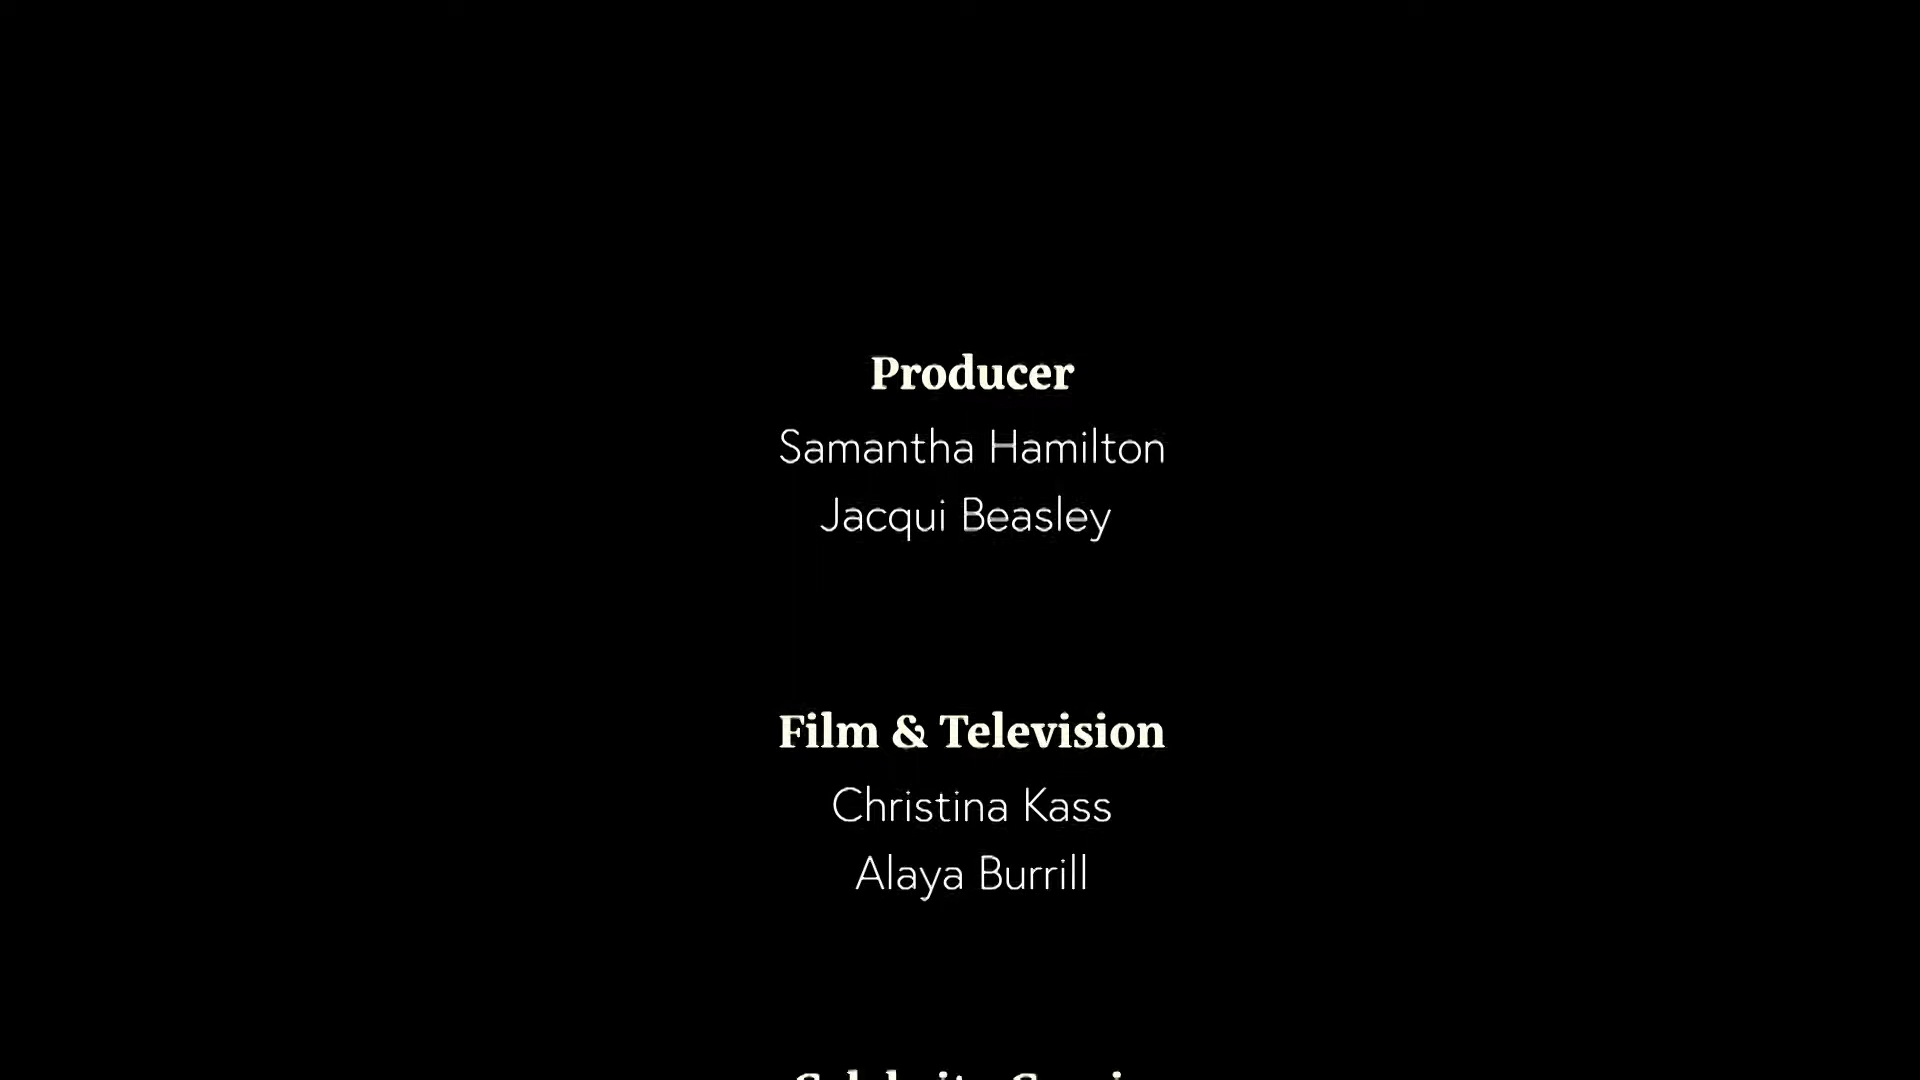 Producer
Samantha Hamilton
Jacqui Beasley
Film & Television
Christina Kass
Alaya Burrill